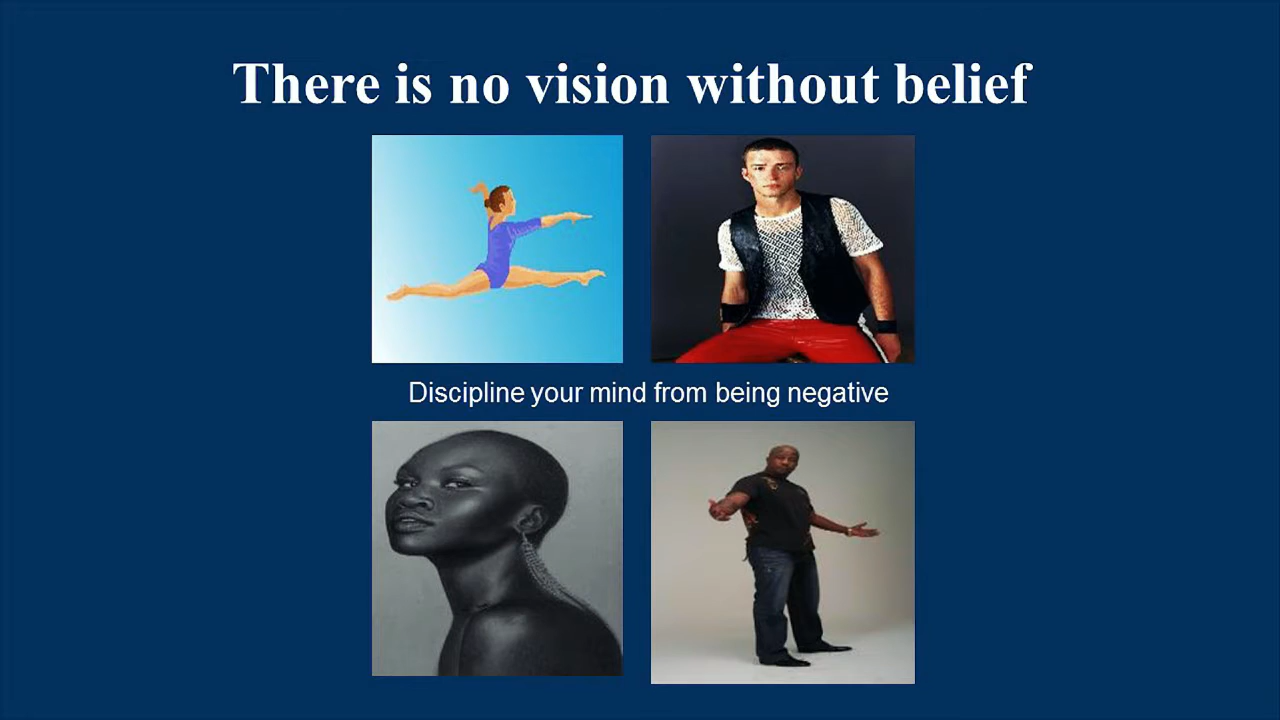 There is no vision without belief
Discipline your mind from being negative